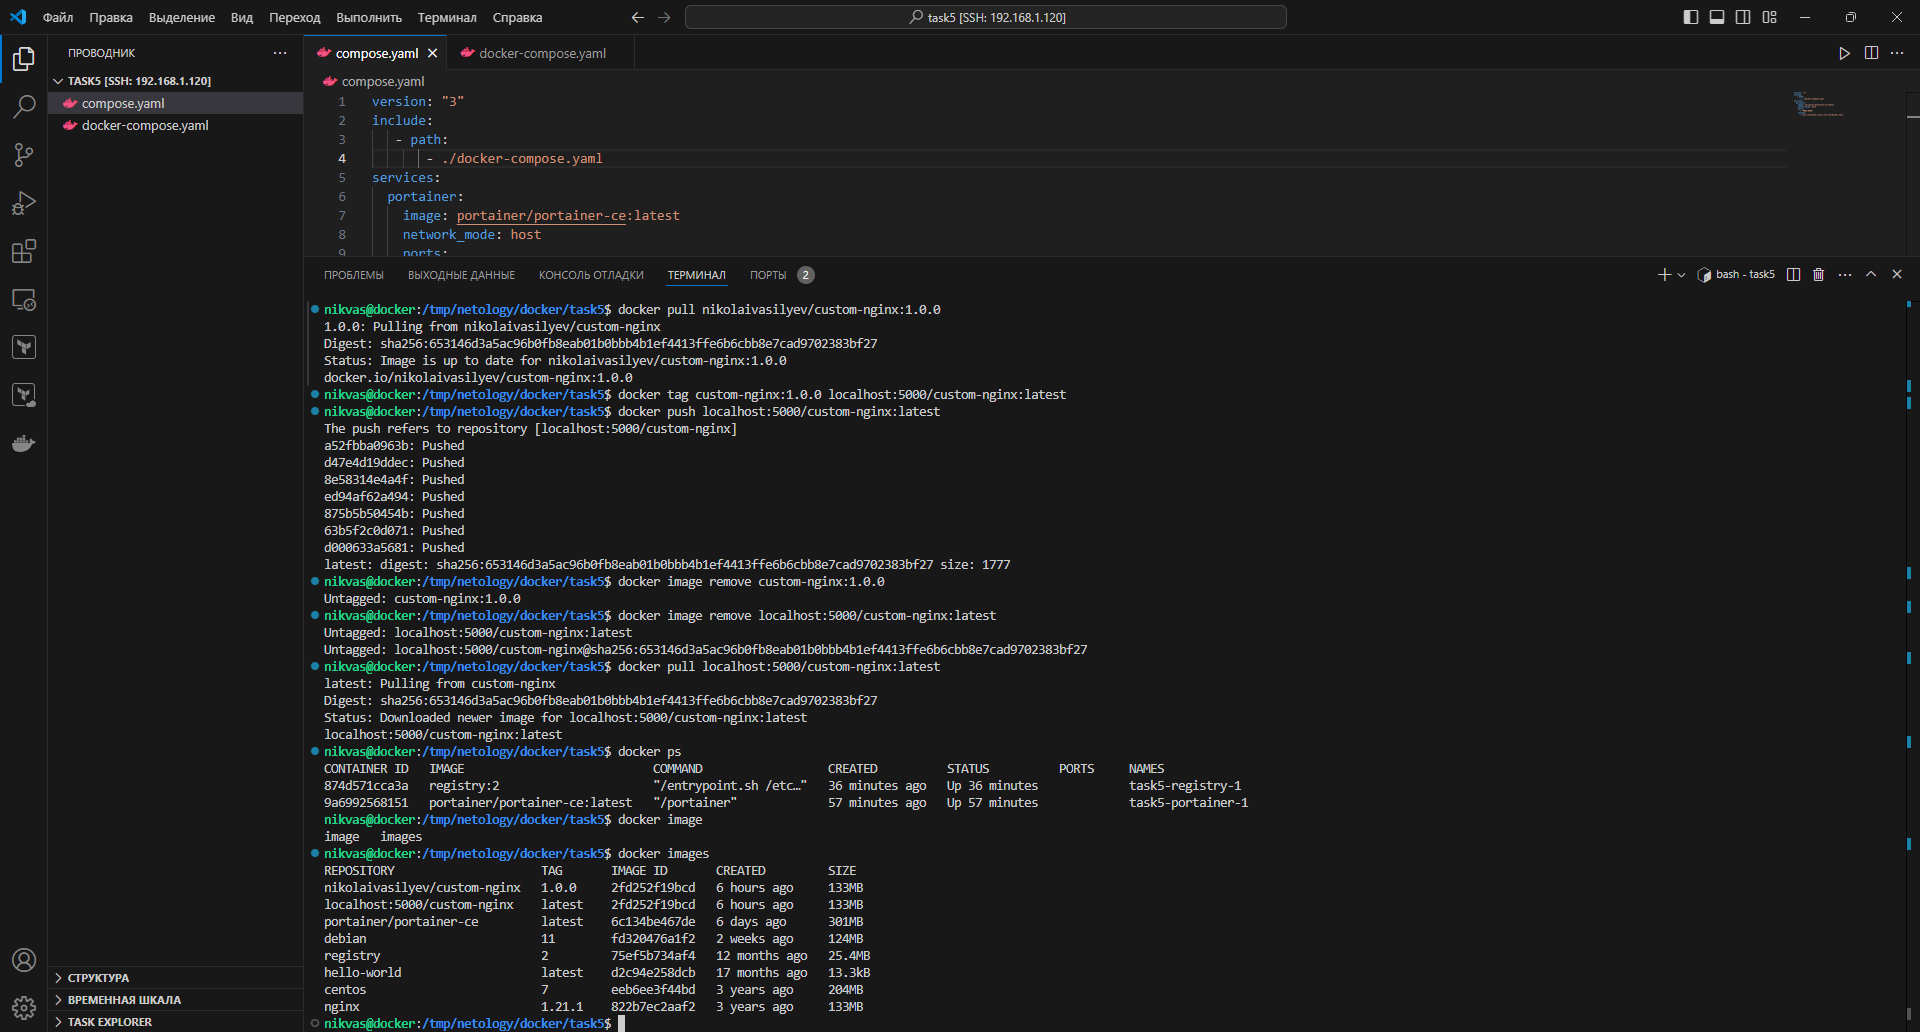 Файл Правка Выделение Вид Переход Выполнить Терминал Справка
task5 [SSH: 192.168.1.120]
ПРОВОДНИК
TASK5 [SSH: 192.168.1.120]
compose.yaml
docker-compose.yaml
СТРУКТУРА
ВРЕМЕННАЯ ШКАЛА
TASK EXPLORER
compose.yaml docker-compose.yaml
compose.yaml
1 version: "3"
2 include:
3 - path:
4 - ./docker-compose.yaml
5 services:
6 portainer:
7 image: portainer/portainer-ce:latest
8 network_mode: host
9 ports:
ПРОБЛЕМЫ ВЫХОДНЫЕ ДАННЫЕ КОНСОЛЬ ОТЛАДКИ ТЕРМИНАЛ ПОРТЫ 2
bash - task5
nikvas@docker:/tmp/netology/docker/task5$ docker pull nikolaivasilyev/custom-nginx:1.0.0
1.0.0: Pulling from nikolaivasilyev/custom-nginx
Digest: sha256:653146d3a5ac96b0fb8eab01b0bbb4b1ef4413ffe6b6cbb8e7cad9702383bf27
Status: Image is up to date for nikolaivasilyev/custom-nginx:1.0.0
docker.io/nikolaivasilyev/custom-nginx:1.0.0
nikvas@docker:/tmp/netology/docker/task5$ docker tag custom-nginx:1.0.0 localhost:5000/custom-nginx:latest
nikvas@docker:/tmp/netology/docker/task5$ docker push localhost:5000/custom-nginx:latest
The push refers to repository [localhost:5000/custom-nginx]
a52fbba0963b: Pushed
d47e4d19ddec: Pushed
8e58314e4a4f: Pushed
ed94af62a494: Pushed
875b5b50454b: Pushed
63b5f2c0d071: Pushed
d000633a5681: Pushed
latest: digest: sha256:653146d3a5ac96b0fb8eab01b0bbb4b1ef4413ffe6b6cbb8e7cad9702383bf27 size: 1777
nikvas@docker:/tmp/netology/docker/task5$ docker image remove custom-nginx:1.0.0
Untagged: custom-nginx:1.0.0
nikvas@docker:/tmp/netology/docker/task5$ docker image remove localhost:5000/custom-nginx:latest
Untagged: localhost:5000/custom-nginx:latest
Untagged: localhost:5000/custom-nginx@sha256:653146d3a5ac96b0fb8eab01b0bbb4b1ef4413ffe6b6cbb8e7cad9702383bf27
nikvas@docker:/tmp/netology/docker/task5$ docker pull localhost:5000/custom-nginx:latest
latest: Pulling from custom-nginx
Digest: sha256:653146d3a5ac96b0fb8eab01b0bbb4b1ef4413ffe6b6cbb8e7cad9702383bf27
Status: Downloaded newer image for localhost:5000/custom-nginx:latest
localhost:5000/custom-nginx:latest
nikvas@docker:/tmp/netology/docker/task5$ docker ps
CONTAINER ID IMAGE COMMAND CREATED STATUS PORTS NAMES
874d571cca3a registry:2 "/entrypoint.sh /etc…" 36 minutes ago Up 36 minutes task5-registry-1
9a6992568151 portainer/portainer-ce:latest "/portainer" 57 minutes ago Up 57 minutes task5-portainer-1
nikvas@docker:/tmp/netology/docker/task5$ docker image
image images
nikvas@docker:/tmp/netology/docker/task5$ docker images
REPOSITORY TAG IMAGE ID CREATED SIZE
nikolaivasilyev/custom-nginx 1.0.0 2fd252f19bcd 6 hours ago 133MB
localhost:5000/custom-nginx latest 2fd252f19bcd 6 hours ago 133MB
portainer/portainer-ce latest 6c134be467de 6 days ago 301MB
debian 11 fd320476a1f2 2 weeks ago 124MB
registry 2 75ef5b734af4 12 months ago 25.4MB
hello-world latest d2c94e258dcb 17 months ago 13.3kB
centos 7 eeb6ee3f44bd 3 years ago 204MB
nginx 1.21.1 822b7ec2aaf2 3 years ago 133MB
nikvas@docker:/tmp/netology/docker/task5$